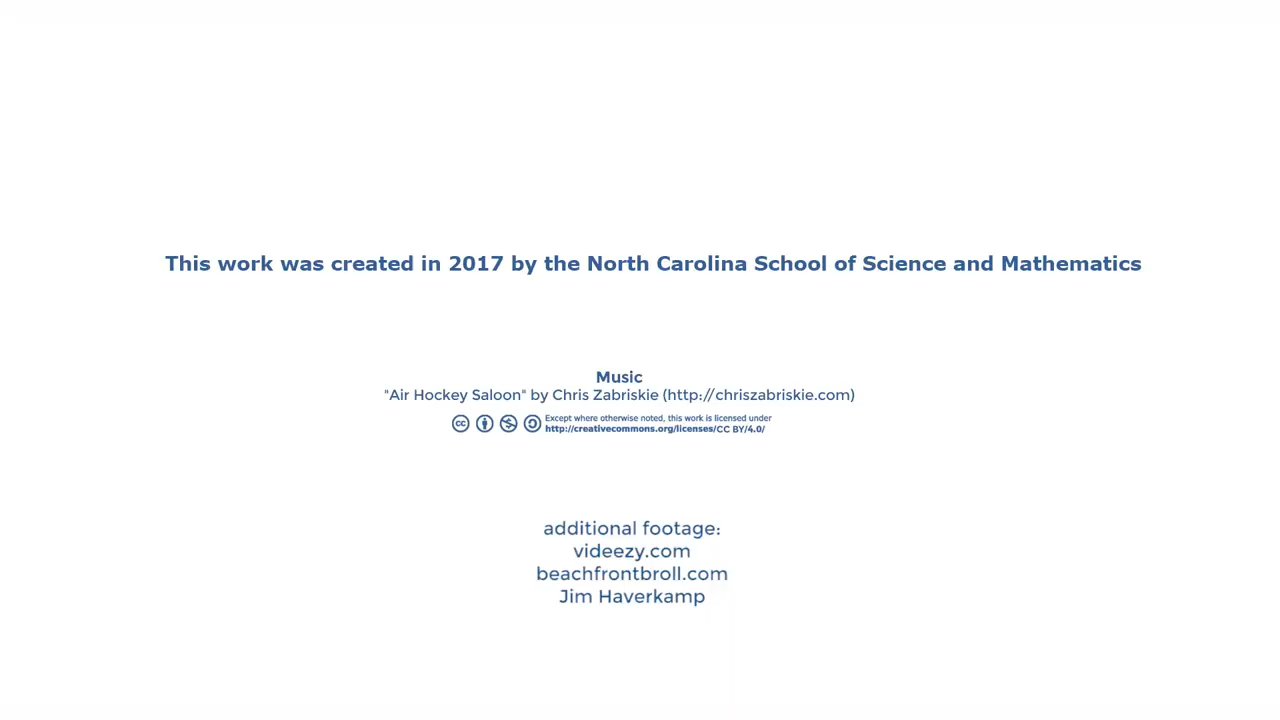 This work was created in 2017 by the North Carolina School of Science and Mathematics
Music
"Air Hockey Saloon" by Chris Zabriskie (http://chriszabriskie.com)
cc
Except where otherwise noted, this work is licensed under
http://creativecommons.org/licenses/CC BY/4.0/
additional footage:
videezy.com
beachfrontbroll.com
Jim Haverkamp